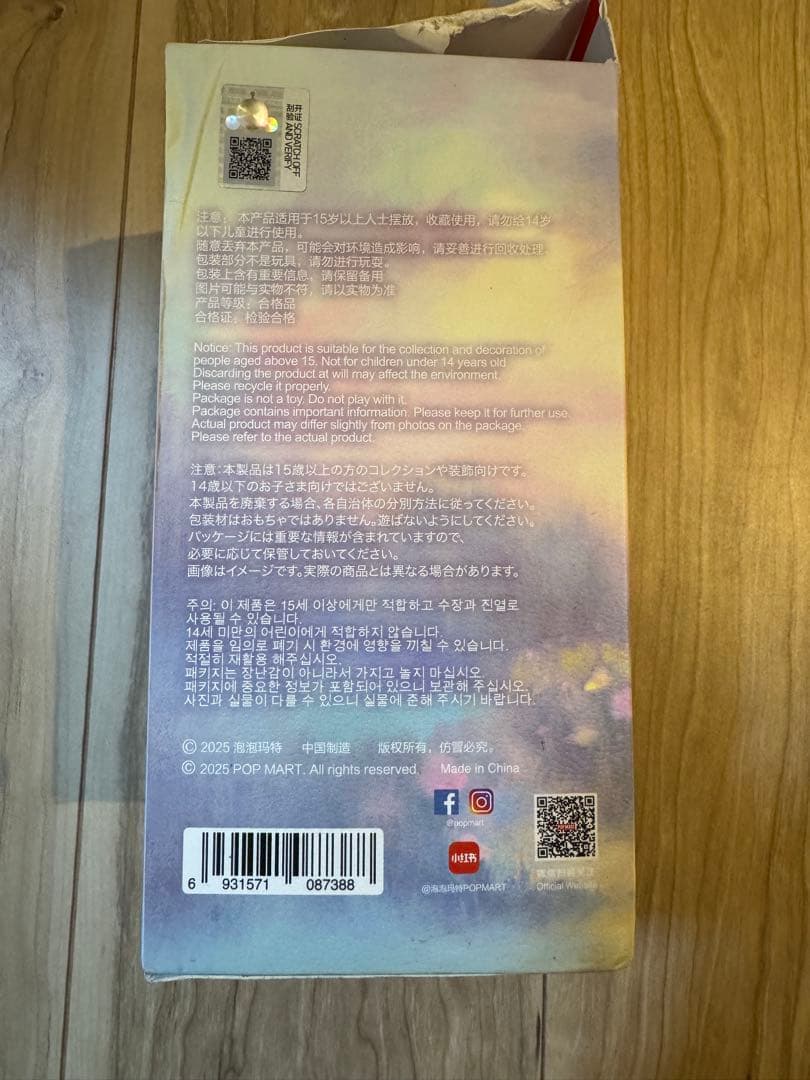 开逆 SCRATCH OFF
刮验 AND VERIFY
注意：本产品适用于15岁以上人士摆放，收藏使用，请勿给14岁
以下儿童进行使用。
随意丢弃本产品，可能会对环境造成影响，请妥善进行回收处理
包装部分不是玩具，请勿进行玩耍。
包装上含有重要信息，请保留备用
图片可能与实物不符，请以实物为准
产品等级：合格品
合格证：检验合格
Notice: This product is suitable for the collection and decoration of
people aged above 15. Not for children under 14 years old
Discarding the product at will may affect the environment.
Please recycle it properly.
Package is not a toy. Do not play with it.
Package contains important information. Please keep it for further use.
Actual product may differ slightly from photos on the package.
Please refer to the actual product.
注意：本製品は15歳以上の方のコレクションや装飾向けです。
14歳以下のお子さま向けではございません。
本製品を廃棄する場合、各自治体の分別方法に従ってください。
包装材はおもちゃではありません。遊ばないようにしてください。
パッケージには重要な情報が含まれていますので、
必要に応じて保管しておいてください。
画像はイメージです。実際の商品とは異なる場合があります。
주의: 이 제품은 15세 이상에게만 적합하고 수장과 진열로
사용될 수 있습니다.
14세 미만의 어린이에게 적합하지 않습니다.
제품을 임의로 폐기 시 환경에 영향을 끼칠 수 있습니다.
적절히 재활용 해주십시오.
패키지는 장난감이 아니라서 가지고 놀지 마십시오.
패키지에 중요한 정보가 포함되어 있으니 보관해 주십시오.
사진과 실물이 다를 수 있으니 실물에 준해 주시기 바랍니다.
© 2025 泡泡玛特 中国制造 版权所有，仿冒必究。
© 2025 POP MART. All rights reserved. Made in China
@popmart
小红书
@泡泡玛特POPMART
Official Website
6 931571 087388